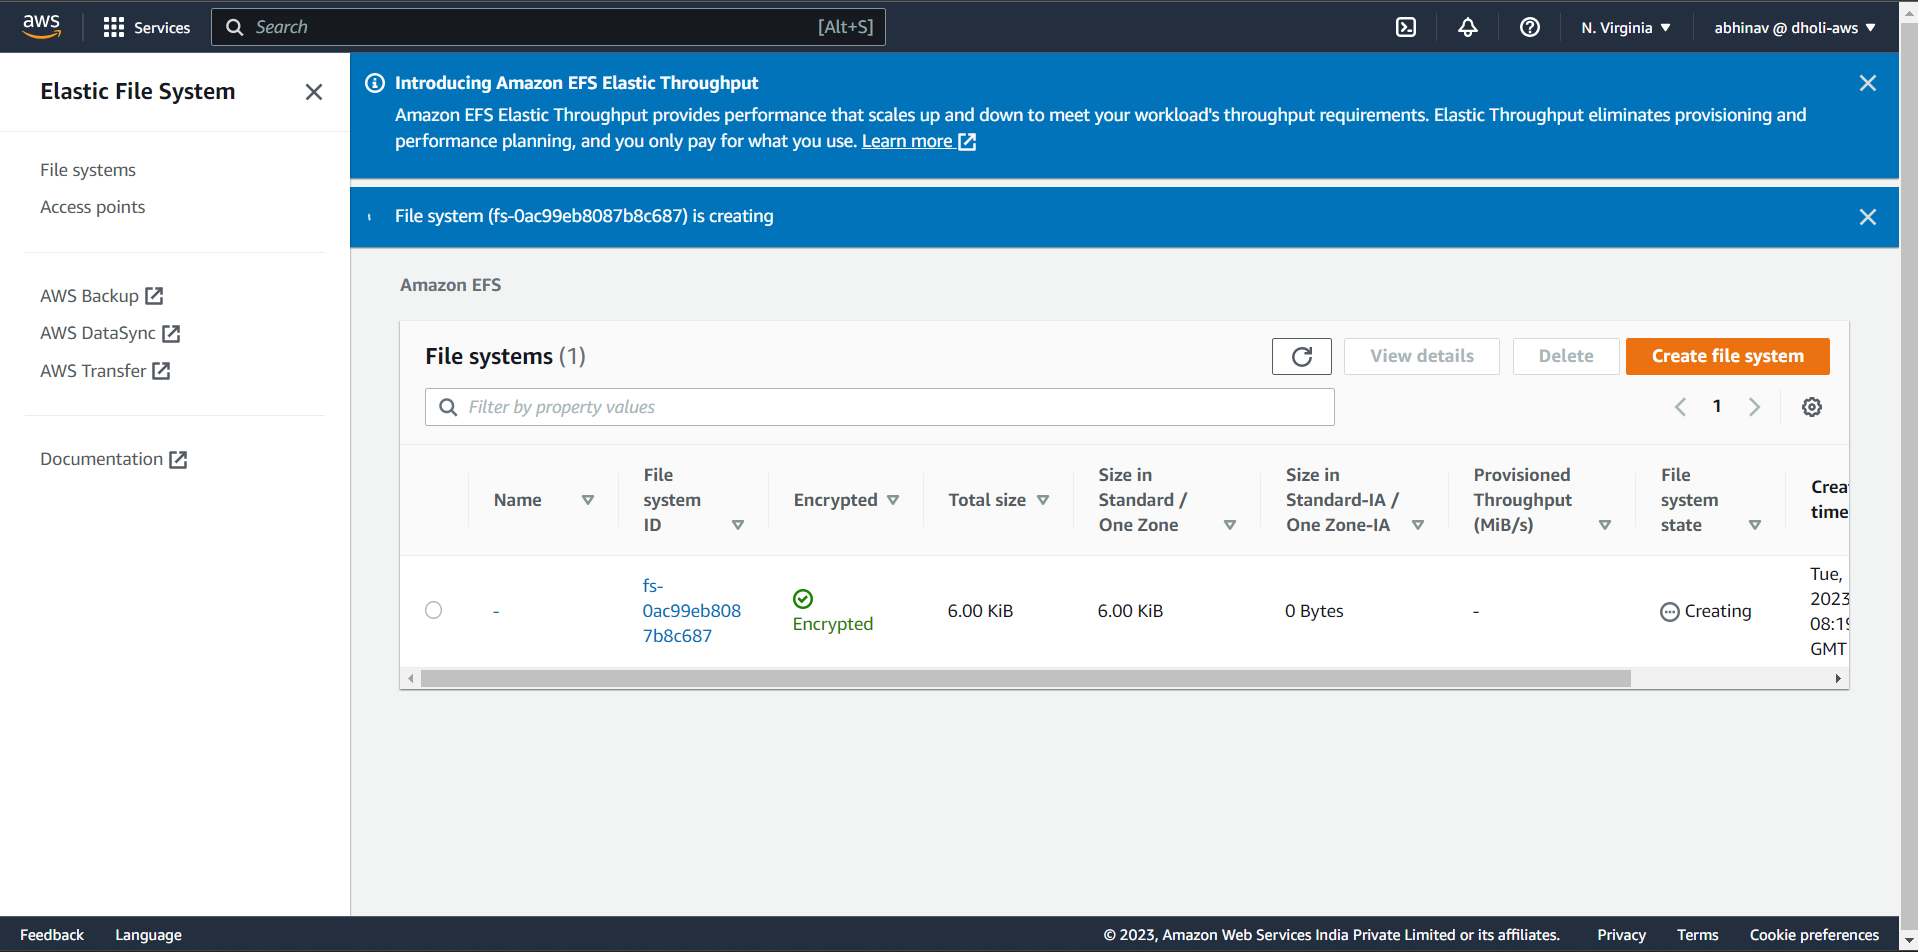 aws
Services
Search
[Alt+S]
N. Virginia
abhinav @ dholi-aws
Elastic File System
File systems
Access points
AWS Backup
AWS DataSync
AWS Transfer
Documentation
Introducing Amazon EFS Elastic Throughput
Amazon EFS Elastic Throughput provides performance that scales up and down to meet your workload's throughput requirements. Elastic Throughput eliminates provisioning and
performance planning, and you only pay for what you use. Learn more
File system (fs-0ac99eb8087b8c687) is creating
Amazon EFS
File systems (1)
View details
Delete
Create file system
Filter by property values
1
Name
File
system
ID
Encrypted
Total size
Size in
Standard /
One Zone
Size in
Standard-IA /
One Zone-IA
Provisioned
Throughput
(MiB/s)
File
system
state
time
-
fs-
0ac99eb808
7b8c687
Encrypted
6.00 KiB
6.00 KiB
0 Bytes
-
Creating
Tue,
2023
GMT
Feedback
Language
© 2023, Amazon Web Services India Private Limited or its affiliates.
Privacy
Terms
Cookie preferences